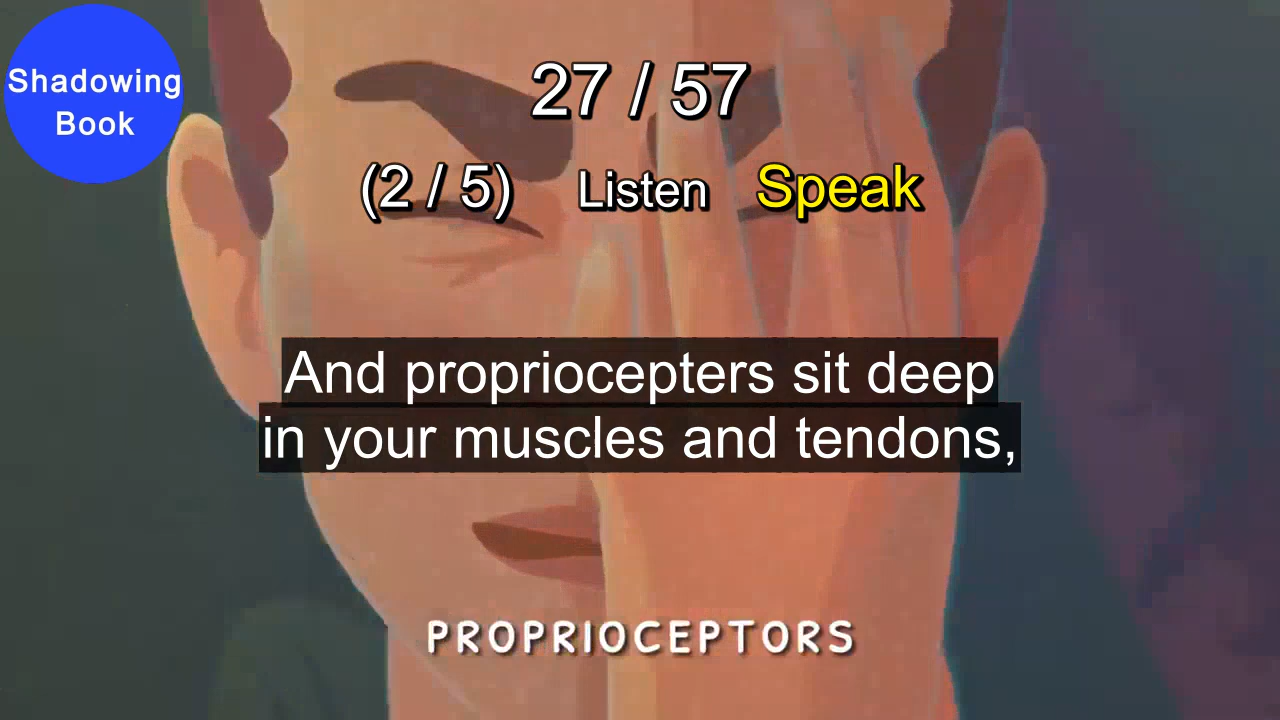 Shadowing
Book
27 / 57
(2 / 5) Listen Speak
And propriocepters sit deep
in your muscles and tendons,
PROPRIOCEPTORS